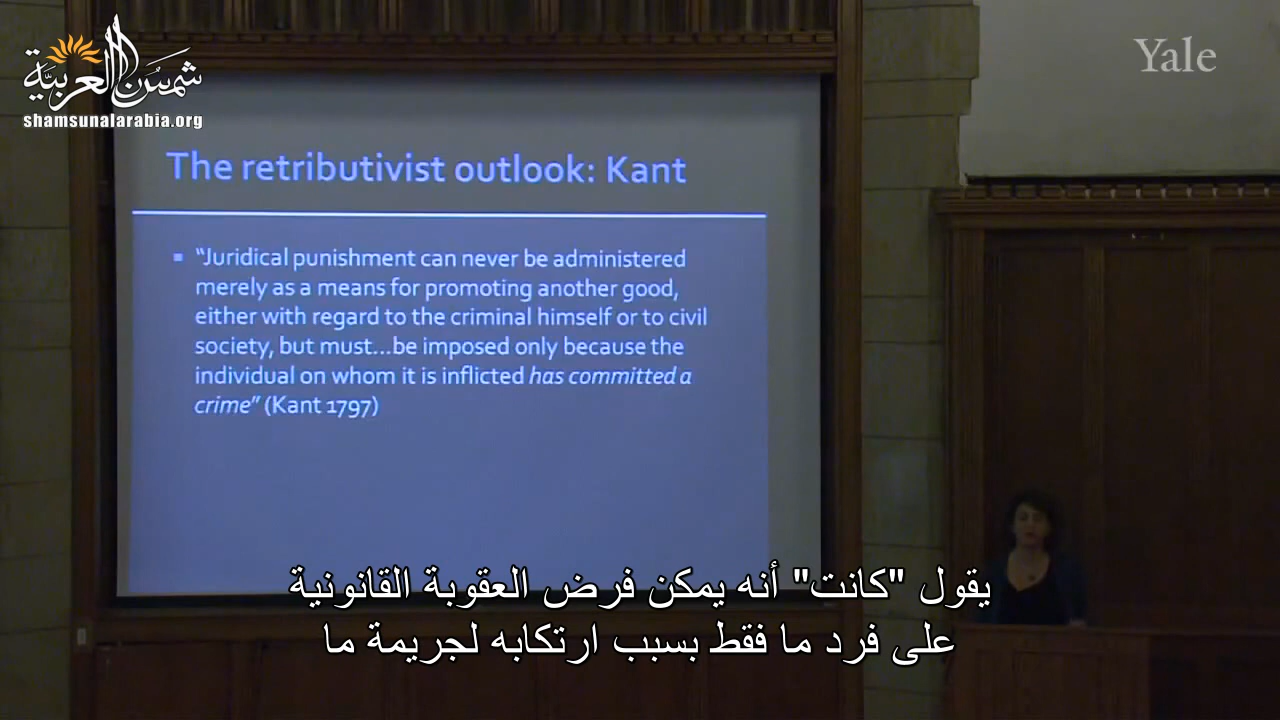 شمس العربية
shamsunalarabia.org
Yale
The retributivist outlook: Kant
"Juridical punishment can never be administered
merely as a means for promoting another good,
either with regard to the criminal himself or to civil
society, but must...be imposed only because the
individual on whom it is inflicted has committed a
crime" (Kant 1797)
يقول "كانت" أنه يمكن فرض العقوبة القانونية
على فرد ما فقط بسبب ارتكابه لجريمة ما